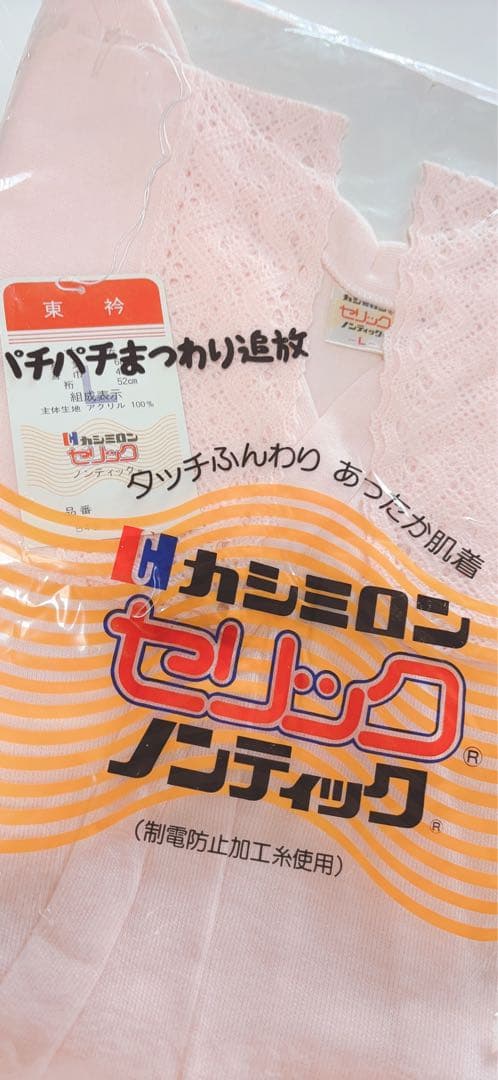 東衿
パチパチまつわり追放
裄 52cm
組成表示
主体生地 アクリル 100%
カシミロン
セリック
ノンティック
品番
カシミロン
セリック
ノンティック
L
タッチふんわり あったか肌着
カシミロン
セリック®
ノンティック®
(制電防止加工糸使用)